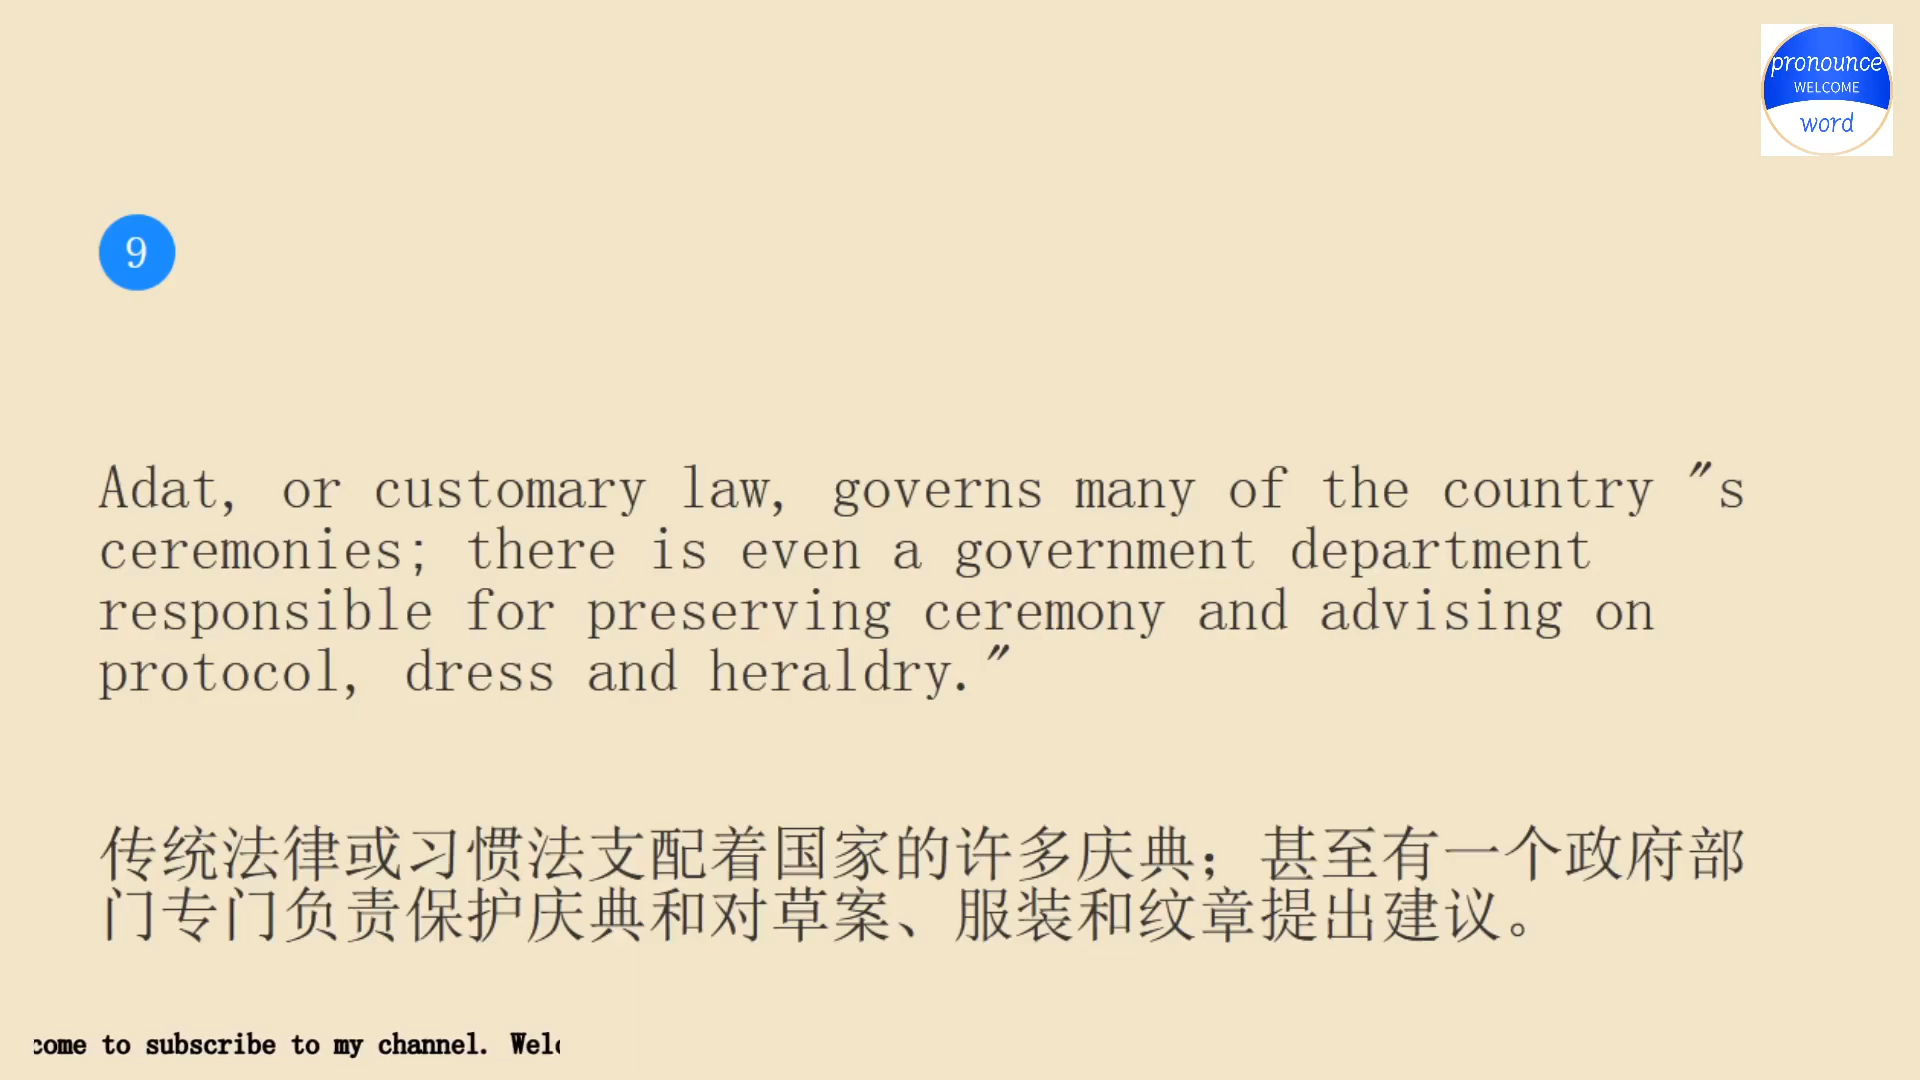 pronounce
WELCOME
word
9
Adat, or customary law, governs many of the country "s
ceremonies; there is even a government department
responsible for preserving ceremony and advising on
protocol, dress and heraldry."
传统法律或习惯法支配着国家的许多庆典；甚至有一个政府部
门专门负责保护庆典和对草案、服装和纹章提出建议。
come to subscribe to my channel. Welc